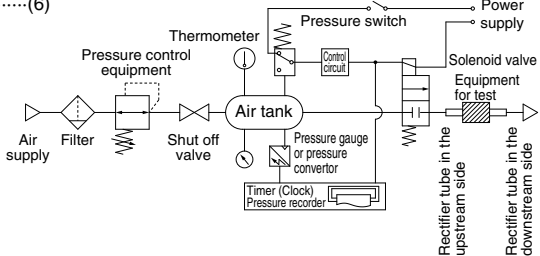 ·····(6)
Power
supply
Pressure switch
Thermometer
Pressure control
equipment
Control
circuit
Solenoid valve
Equipment
for test
Air tank
Air
supply
Filter
Shut off
valve
Pressure gauge
or pressure
convertor
Timer (Clock)
Pressure recorder
Rectifier tube in the
upstream side
Rectifier tube in the
downstream side